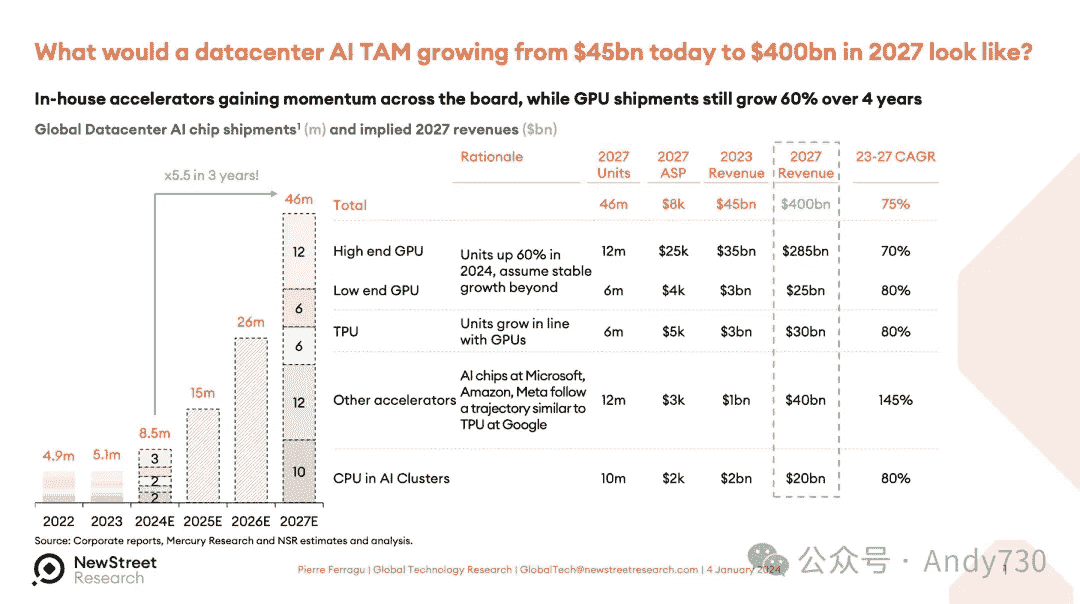 What would a datacenter AI TAM growing from $45bn today to $400bn in 2027 look like?
In-house accelerators gaining momentum across the board, while GPU shipments still grow 60% over 4 years
Global Datacenter AI chip shipments¹ (m) and implied 2027 revenues ($bn)
x5.5 in 3 years!
4.9m
5.1m
8.5m
15m
26m
46m
3
2
2
12
6
6
12
10
2022 2023 2024E 2025E 2026E 2027E
Rationale 2027 Units 2027 ASP 2023 Revenue 2027 Revenue 23-27 CAGR
Total 46m $8k $45bn $400bn 75%
High end GPU 12m $25k $35bn $285bn 70%
Units up 60% in
2024, assume stable
growth beyond
Low end GPU 6m $4k $3bn $25bn 80%
TPU 6m $5k $3bn $30bn 80%
Units grow in line
with GPUs
Other accelerators 12m $3k $1bn $40bn 145%
AI chips at Microsoft,
Amazon, Meta follow
a trajectory similar to
TPU at Google
CPU in AI Clusters 10m $2k $2bn $20bn 80%
Source: Corporate reports, Mercury Research and NSR estimates and analysis.
NewStreet
Research
Pierre Ferragu | Global Technology Research | GlobalTech@newstreetresearch.com | 4 January 2024
1
公众号 · Andy730